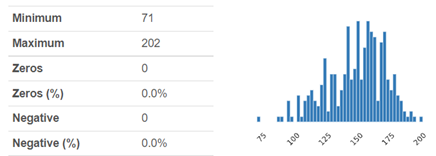 Minimum 71
Maximum 202
Zeros 0
Zeros (%) 0.0%
Negative 0
Negative (%) 0.0%
75 100 125 150 175 200